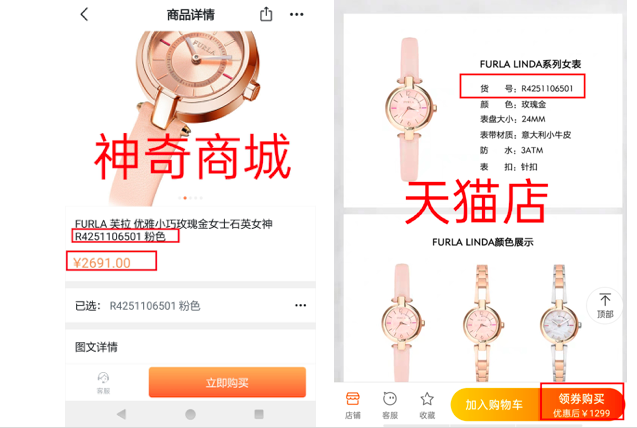 商品详情
FURLA
神奇商城
FURLA 芙拉 优雅小巧玫瑰金女士石英女神
R4251106501 粉色
¥2691.00
已选： R4251106501 粉色
图文详情
客服
立即购买
FURLA LINDA系列女表
货 号：R4251106501
颜 色：玫瑰金
表盘大小：24MM
表带材质：意大利小牛皮
防 水：3ATM
表 扣：针扣
天猫店
FURLA LINDA颜色展示
顶部
店铺
客服
收藏
加入购物车
领券购买
优惠后￥1299